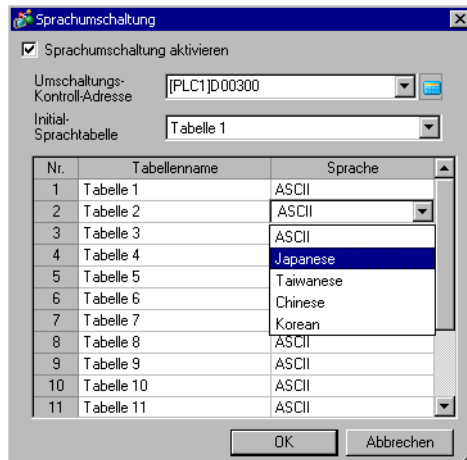 Sprachumschaltung
Sprachumschaltung aktivieren
Umschaltungs-
Kontroll-Adresse
[PLC1]D00300
Initial-
Sprachtabelle
Tabelle 1
Nr. Tabellenname Sprache
1 Tabelle 1 ASCII
2 Tabelle 2 ASCII
3 Tabelle 3 ASCII
4 Tabelle 4 Japanese
5 Tabelle 5 Taiwanese
6 Tabelle 6 Chinese
7 Tabelle 7 Korean
8 Tabelle 8 ASCII
9 Tabelle 9 ASCII
10 Tabelle 10 ASCII
11 Tabelle 11 ASCII
OK Abbrechen